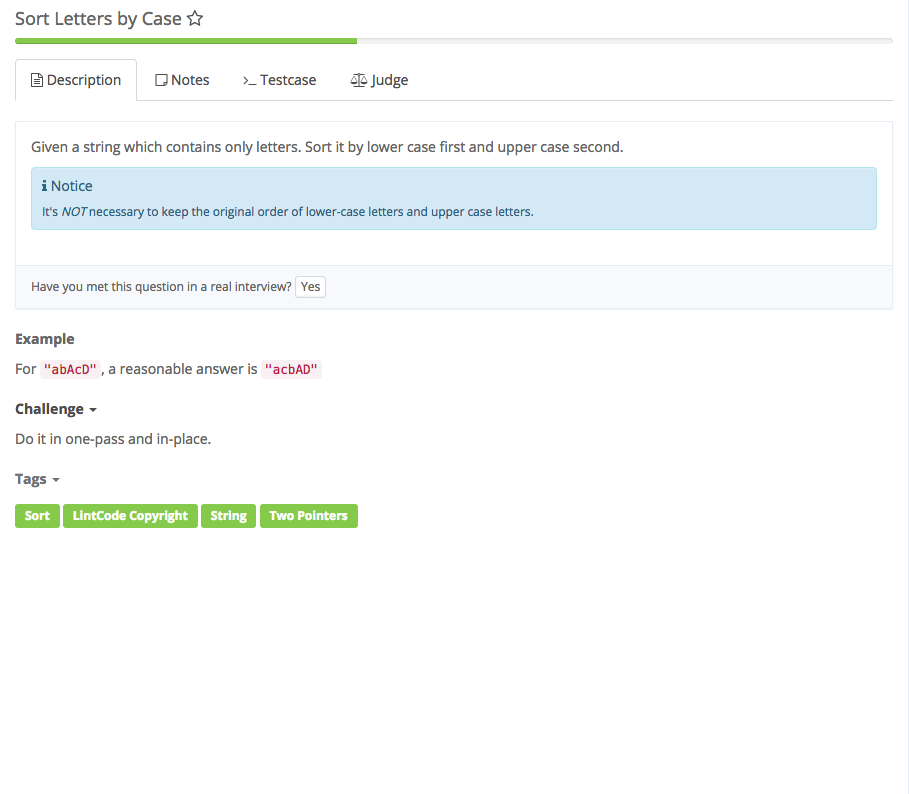 Sort Letters by Case
Description Notes >_ Testcase Judge
Given a string which contains only letters. Sort it by lower case first and upper case second.
Notice
It's NOT necessary to keep the original order of lower-case letters and upper case letters.
Have you met this question in a real interview? Yes
Example
For "abAcD", a reasonable answer is "acbAD"
Challenge
Do it in one-pass and in-place.
Tags
Sort LintCode Copyright String Two Pointers